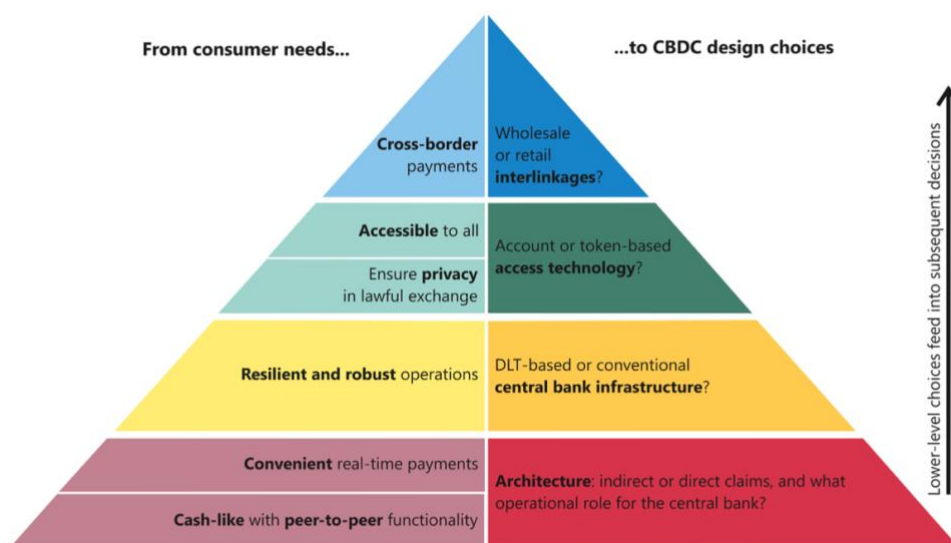 From consumer needs...
...to CBDC design choices
Cross-border
payments
Wholesale
or retail
interlinkages?
Accessible to all
Ensure privacy
in lawful exchange
Account or token-based
access technology?
Resilient and robust operations
DLT-based or conventional
central bank infrastructure?
Convenient real-time payments
Cash-like with peer-to-peer functionality
Architecture: indirect or direct claims, and what
operational role for the central bank?
Lower-level choices feed into subsequent decisions